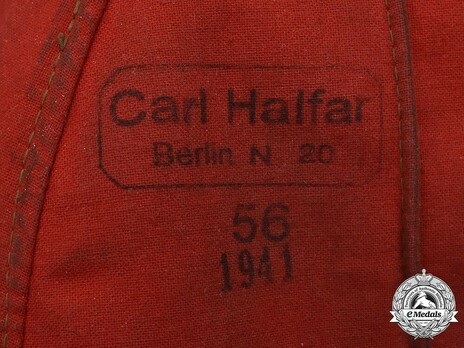 Carl Halfar
Berlin N. 20
56
1941
eMedals